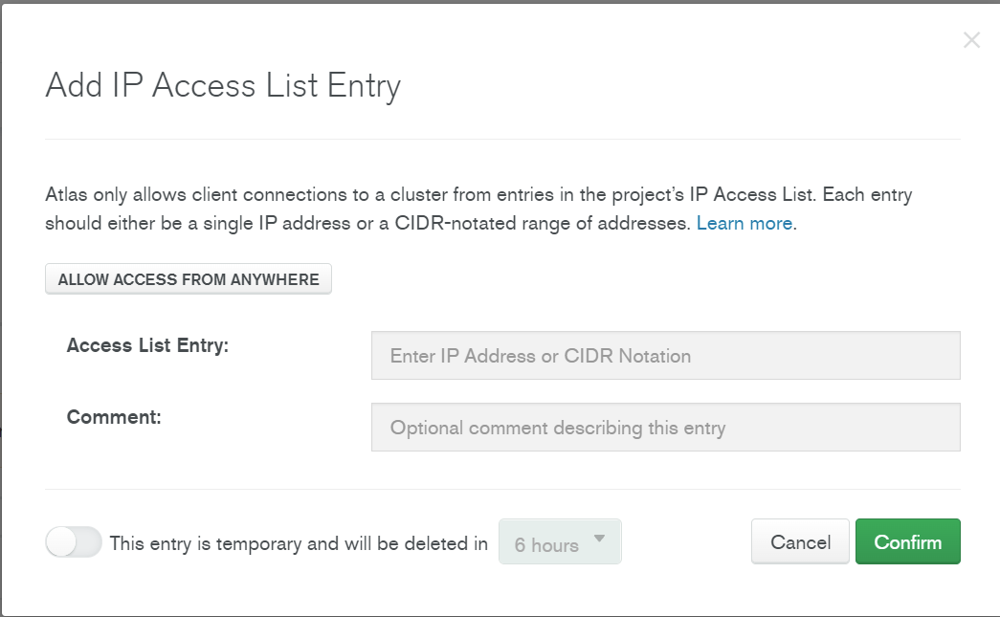 Add IP Access List Entry
Atlas only allows client connections to a cluster from entries in the project's IP Access List. Each entry
should either be a single IP address or a CIDR-notated range of addresses. Learn more.
ALLOW ACCESS FROM ANYWHERE
Access List Entry:
Enter IP Address or CIDR Notation
Comment:
Optional comment describing this entry
This entry is temporary and will be deleted in
6 hours
Cancel
Confirm